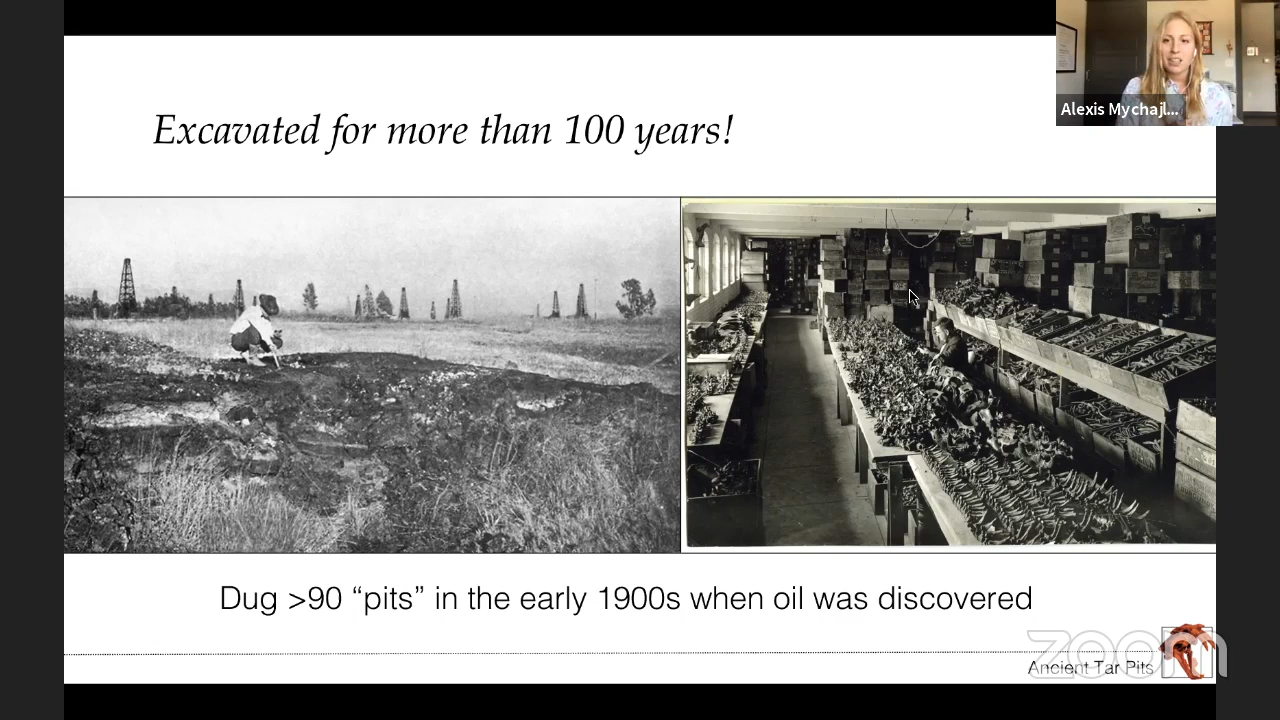 Alexis Mychajl...
Excavated for more than 100 years!
Dug >90 “pits” in the early 1900s when oil was discovered
zoom
Ancient Tar Pits